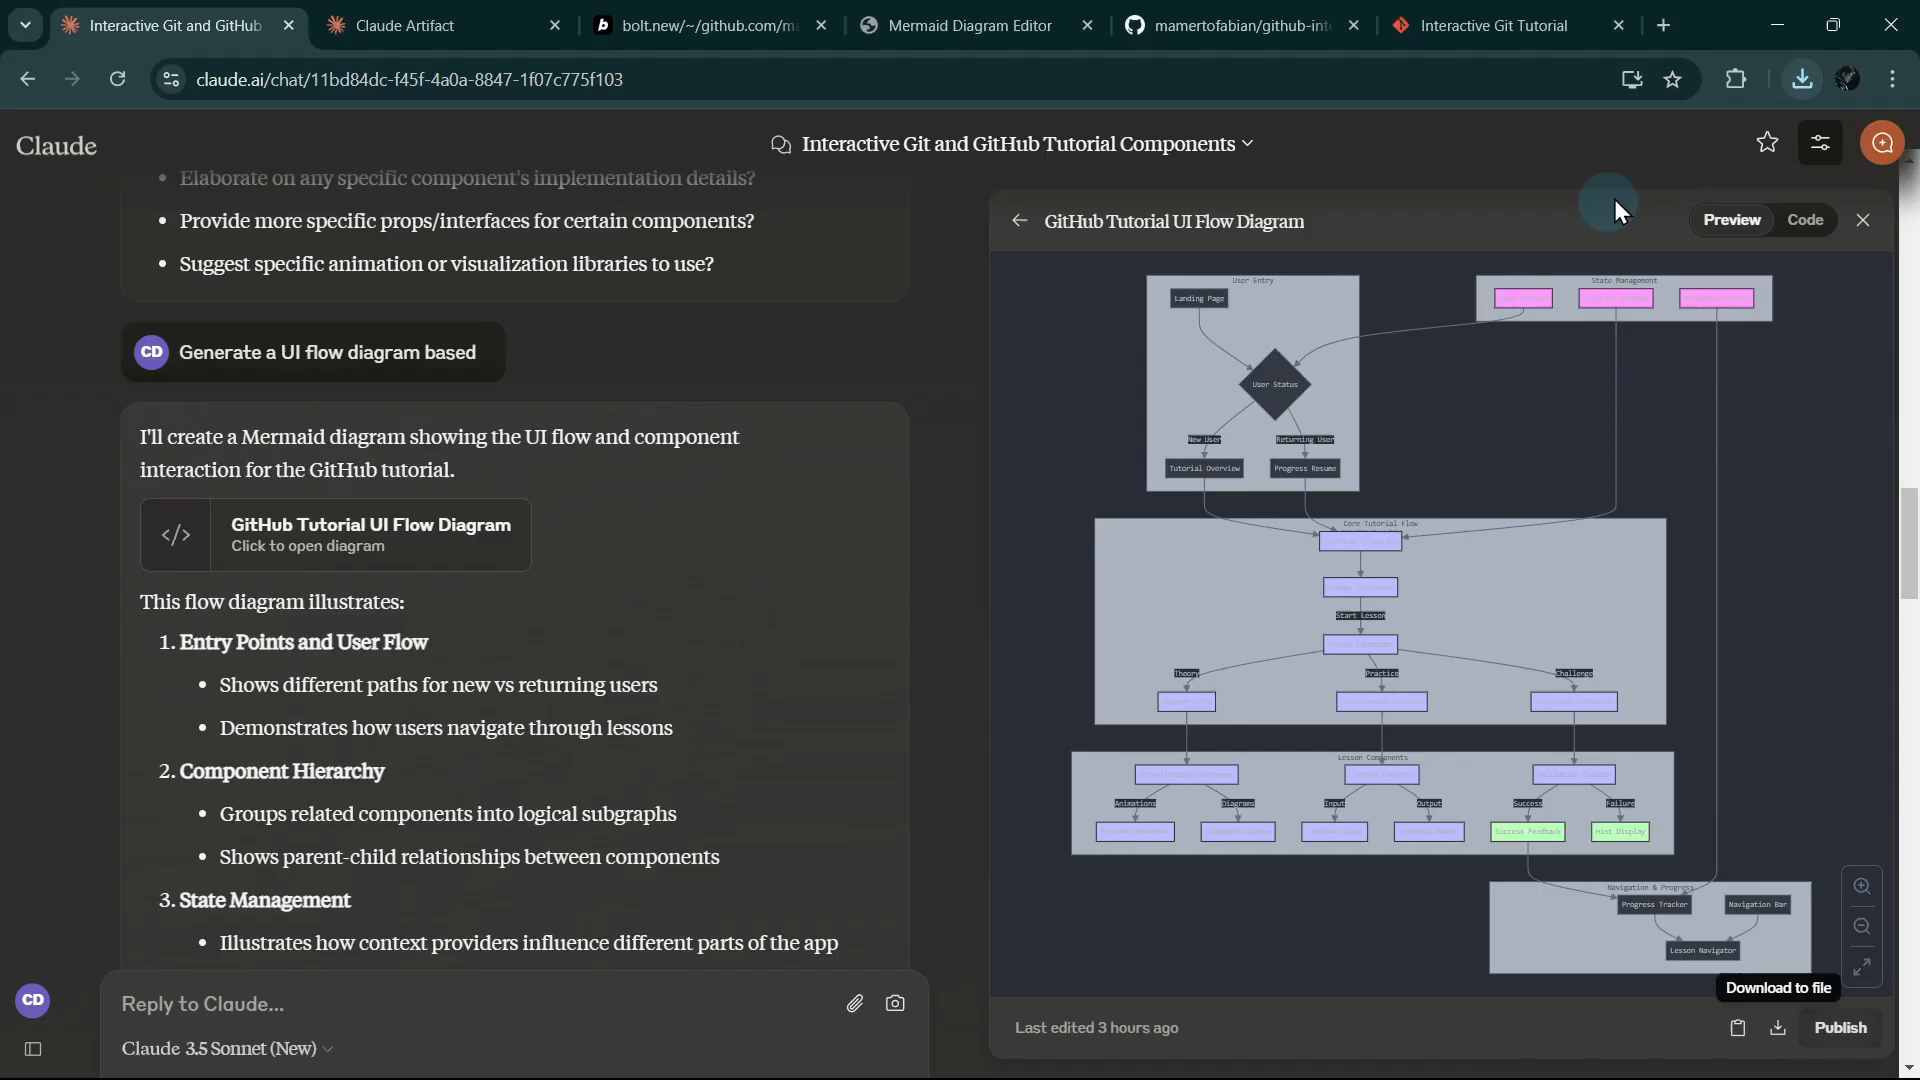 Interactive Git and GitHub
Claude Artifact
bolt.new/~/github.com/ma
Mermaid Diagram Editor
mamertofabian/github-int
Interactive Git Tutorial
claude.ai/chat/11bd84dc-f45f-4a0a-8847-1f07c775f103
Claude
Interactive Git and GitHub Tutorial Components
• Elaborate on any specific component's implementation details?
• Provide more specific props/interfaces for certain components?
• Suggest specific animation or visualization libraries to use?
CD Generate a UI flow diagram based
I'll create a Mermaid diagram showing the UI flow and component
interaction for the GitHub tutorial.
</> GitHub Tutorial UI Flow Diagram
Click to open diagram
This flow diagram illustrates:
1. Entry Points and User Flow
• Shows different paths for new vs returning users
• Demonstrates how users navigate through lessons
2. Component Hierarchy
• Groups related components into logical subgraphs
• Shows parent-child relationships between components
3. State Management
• Illustrates how context providers influence different parts of the app
CD
Reply to Claude...
Claude 3.5 Sonnet (New)
GitHub Tutorial UI Flow Diagram
Preview Code
User Entry
State Management
Landing Page
User Status
New User
Returning User
Tutorial Overview
Progress Resume
Core Tutorial Flow
Start Lesson
Theory
Practice
Challenge
Lesson Components
Animations
Diagrams
Input
Output
Success
Failure
Success Feedback
Hint Display
Navigation & Progress
Progress Tracker
Navigation Bar
Lesson Navigator
Download to file
Last edited 3 hours ago
Publish